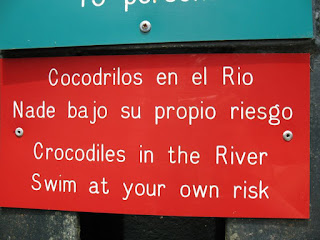 Cocodrilos en el Rio
Nade bajo su propio riesgo
Crocodiles in the River
Swim at your own risk